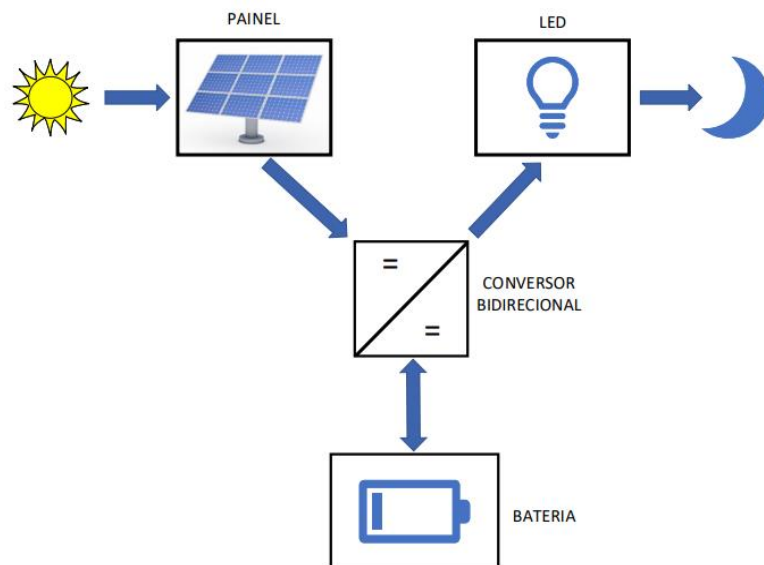 PAINEL
LED
=
=
CONVERSOR
BIDIRECIONAL
BATERIA